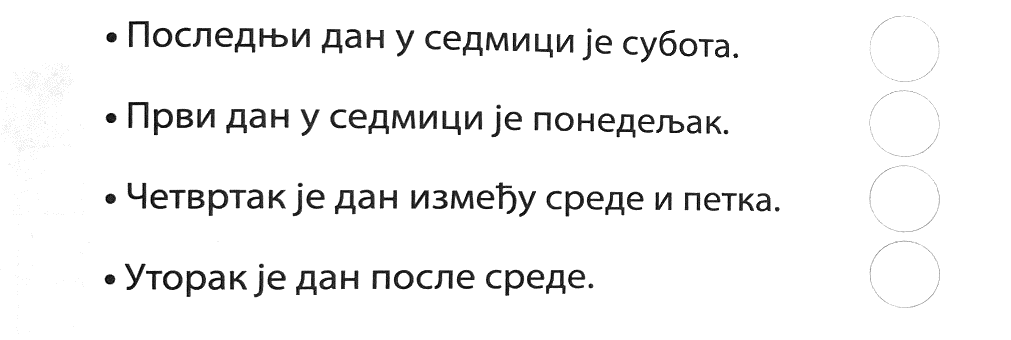 • Последњи дан у седмици је субота.
• Први дан у седмици је понедељак.
• Четвртак је дан између среде и петка.
• Уторак је дан после среде.